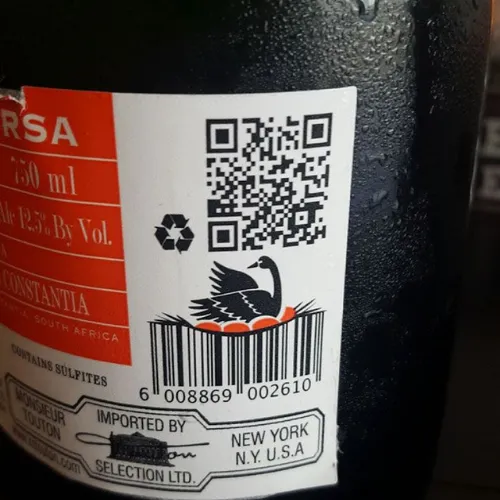 RSA
750 ml
Alc 12.5% By Vol.
A
CONSTANTIA
SOUTH AFRICA
CONTAINS SULFITES
6 008869 002610
MONSIEUR
TOUTON
IMPORTED BY
SELECTION LTD.
NEW YORK
N.Y. U.S.A